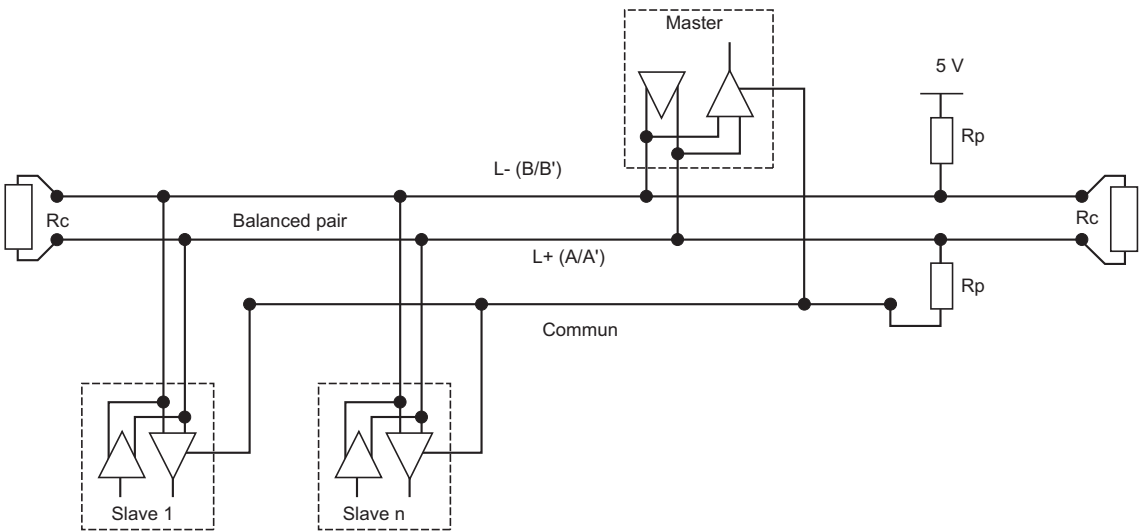 Master
5 V
Rp
L- (B/B')
Rc
Balanced pair
Rc
L+ (A/A')
Rp
Commun
Slave 1
Slave n